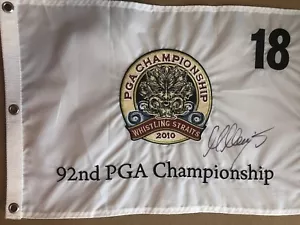 18
PGA CHAMPIONSHIP
WHISTLING STRAITS
2010
92nd PGA Championship